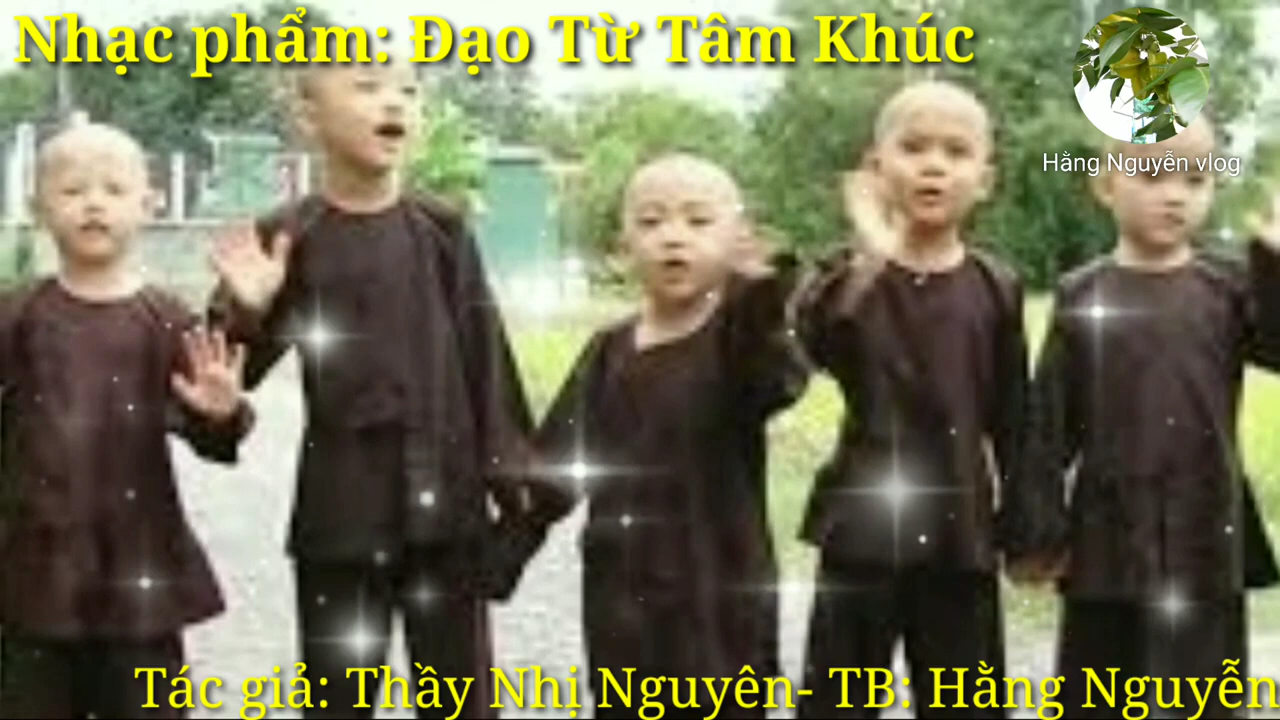 Nhạc phẩm: Đạo Từ Tâm Khúc
Hằng Nguyễn vlog
Tác giả: Thầy Nhị Nguyên- TB: Hằng Nguyễn